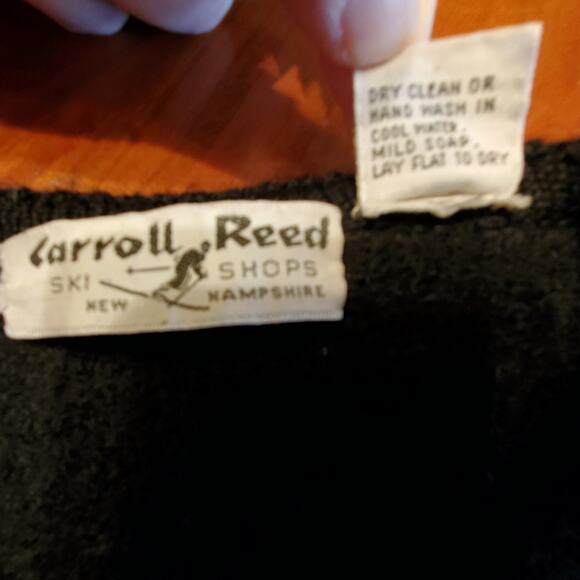 Carroll Reed
SKI SHOPS
NEW HAMPSHIRE
DRY CLEAN OR
HAND WASH IN
COOL WATER.
MILD SOAP.
LAY FLAT TO DRY